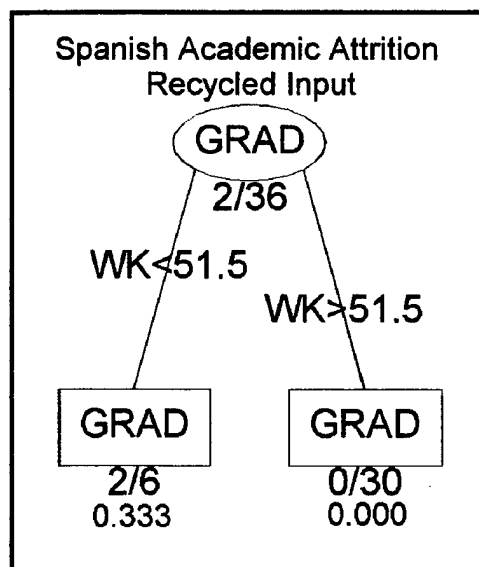 Spanish Academic Attrition
Recycled Input
GRAD
2/36
WK<51.5
WK>51.5
GRAD
GRAD
2/6
0/30
0.333
0.000